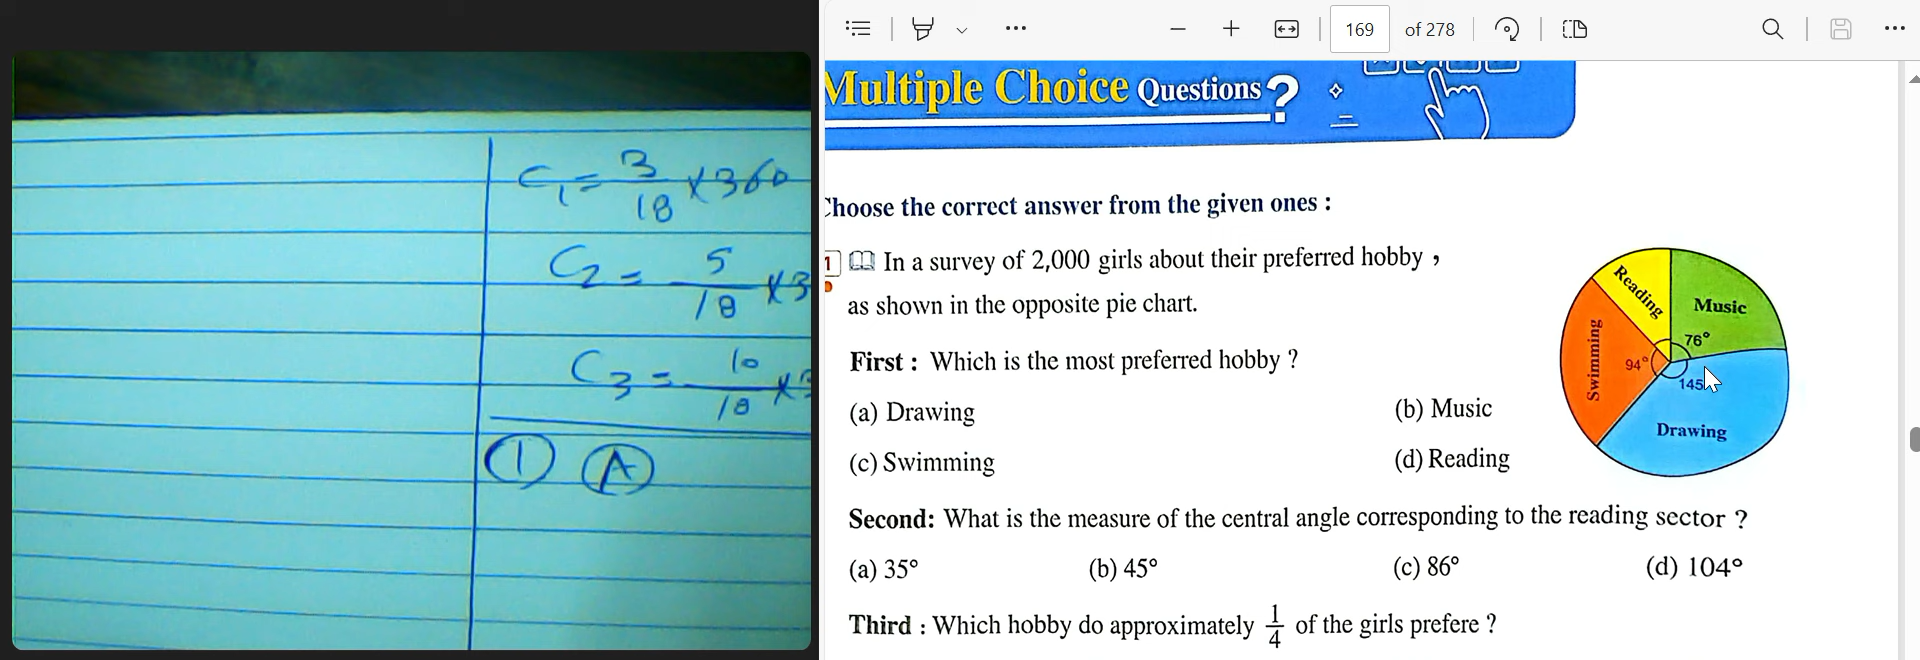 C₁ = 3/18 × 360
C₂ = 5/18 × 3
C₃ = 10/18 ×
① Ⓐ
169 of 278
Multiple Choice Questions ?
Choose the correct answer from the given ones :
1 In a survey of 2,000 girls about their preferred hobby ,
as shown in the opposite pie chart.
First : Which is the most preferred hobby ?
(a) Drawing (b) Music
(c) Swimming (d) Reading
Reading
Music
Swimming
76°
94°
145
Drawing
Second: What is the measure of the central angle corresponding to the reading sector ?
(a) 35° (b) 45° (c) 86° (d) 104°
Third : Which hobby do approximately 1/4 of the girls prefere ?